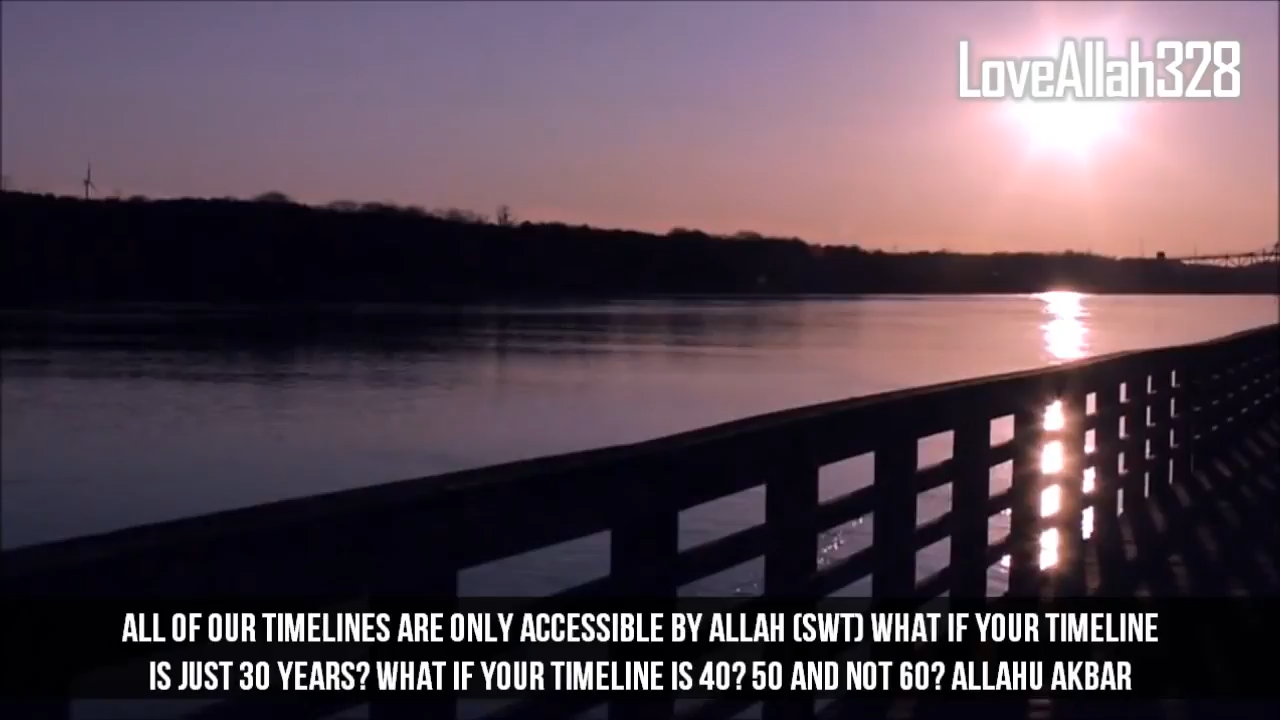 LoveAllah328
ALL OF OUR TIMELINES ARE ONLY ACCESSIBLE BY ALLAH (SWT) WHAT IF YOUR TIMELINE
IS JUST 30 YEARS? WHAT IF YOUR TIMELINE IS 40? 50 AND NOT 60? ALLAHU AKBAR